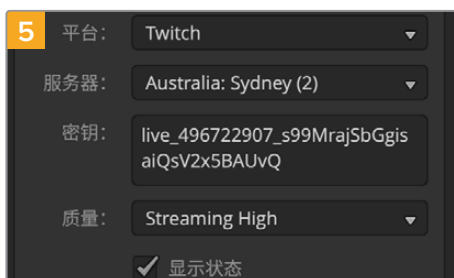 5
平台：
Twitch
服务器：
Australia: Sydney (2)
密钥：
live_496722907_s99MrajSbGgis
aiQsV2x5BAUvQ
质量：
Streaming High
显示状态